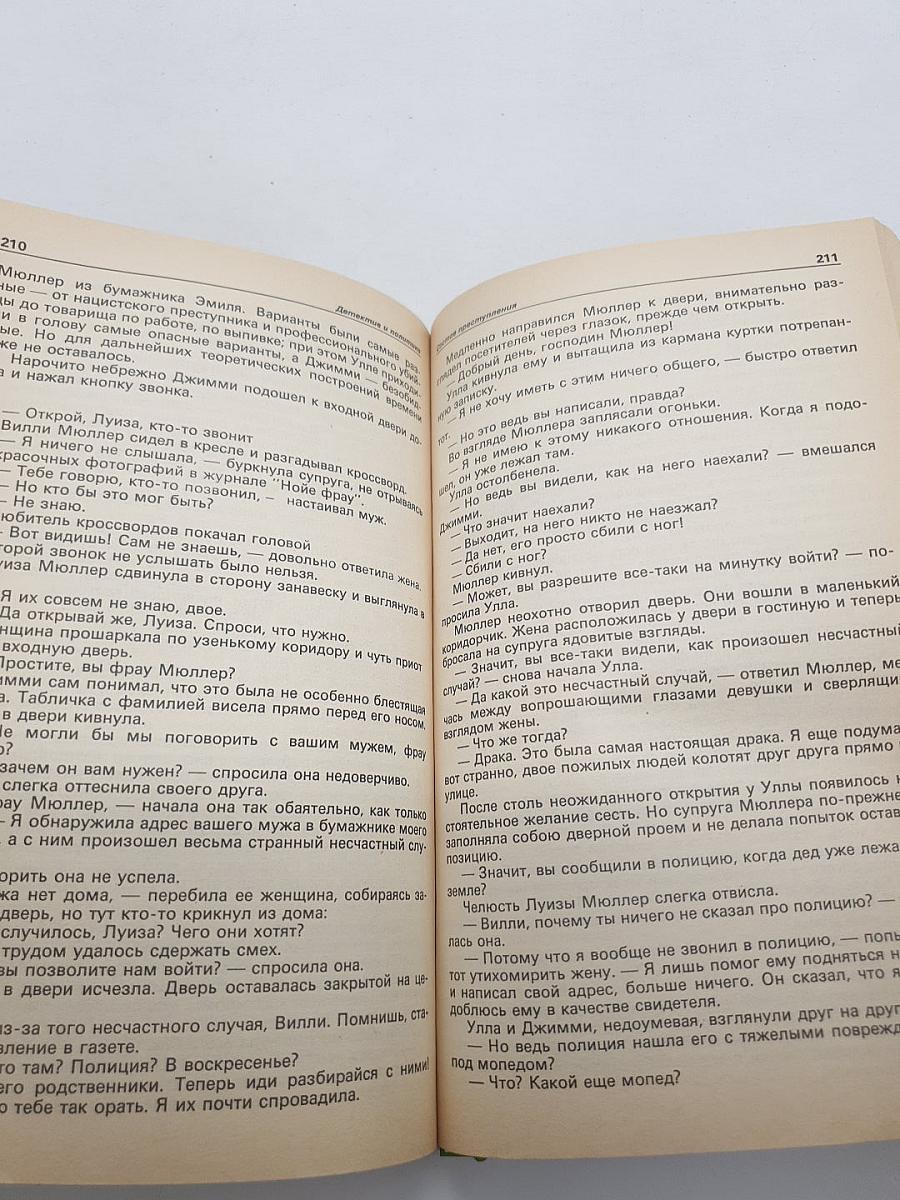 210
Детектив и политика
Мюллер из бумажника Эмиля. Варианты были самые раз-
ные — от нацистского преступника и профессионального убий-
цы до товарища по работе, по выпивке; при этом Улле приходи-
ли в голову самые опасные варианты, а Джимми — безобид-
ные. Но для дальнейших теоретических построений времени
же не оставалось.
Нарочито небрежно Джимми подошел к входной двери до-
а и нажал кнопку звонка.
— Открой, Луиза, кто-то звонит
Вилли Мюллер сидел в кресле и разгадывал кроссворд.
— Я ничего не слышала, — буркнула супруга, не отрываясь
красочных фотографий в журнале "Нойе фрау".
— Тебе говорю, кто-то позвонил, — настаивал муж.
— Но кто бы это мог быть?
— Не знаю.
юбитель кроссвордов покачал головой
— Вот видишь! Сам не знаешь, — довольно ответила жена.
торой звонок не услышать было нельзя.
уиза Мюллер сдвинула в сторону занавеску и выглянула в
Я их совсем не знаю, двое.
Да открывай же, Луиза. Спроси, что нужно.
нщина прошаркала по узенькому коридору и чуть приот
входную дверь.
Простите, вы фрау Мюллер?
имми сам понимал, что это была не особенно блестящая
а. Табличка с фамилией висела прямо перед его носом.
в двери кивнула.
Не могли бы мы поговорить с вашим мужем, фрау
р?
зачем он вам нужен? — спросила она недоверчиво.
слегка оттеснила своего друга.
рау Мюллер, — начала она так обаятельно, как только
— Я обнаружила адрес вашего мужа в бумажнике моего
, а с ним произошел весьма странный несчастный слу-
орить она не успела.
жа нет дома, — перебила ее женщина, собираясь за-
дверь, но тут кто-то крикнул из дома:
случилось, Луиза? Чего они хотят?
трудом удалось сдержать смех.
вы позволите нам войти? — спросила она.
в двери исчезла. Дверь оставалась закрытой на це-
из-за того несчастного случая, Вилли. Помнишь, ста-
вление в газете.
то там? Полиция? В воскресенье?
его родственники. Теперь иди разбирайся с ними!
о тебе так орать. Я их почти спровадила.
211
Состав преступления
Медленно направился Мюллер к двери, внимательно раз-
глядел посетителей через глазок, прежде чем открыть.
— Добрый день, господин Мюллер!
Улла кивнула ему и вытащила из кармана куртки потрепан-
ную записку.
— Я не хочу иметь с этим ничего общего, — быстро ответил
тот.
— Но это ведь вы написали, правда?
Во взгляде Мюллера заплясали огоньки.
— Я не имею к этому никакого отношения. Когда я подо-
шел, он уже лежал там.
Улла остолбенела.
— Но ведь вы видели, как на него наехали? — вмешался
Джимми.
— Что значит наехали?
— Выходит, на него никто не наезжал?
— Да нет, его просто сбили с ног!
— Сбили с ног?
Мюллер кивнул.
— Может, вы разрешите все-таки на минутку войти? — по-
просила Улла.
Мюллер неохотно отворил дверь. Они вошли в маленький
коридорчик. Жена расположилась у двери в гостиную и теперь
бросала на супруга ядовитые взгляды.
— Значит, вы все-таки видели, как произошел несчастный
случай? — снова начала Улла.
— Да какой это несчастный случай, — ответил Мюллер, ме
чась между вопрошающими глазами девушки и сверлящим
взглядом жены.
— Что же тогда?
— Драка. Это была самая настоящая драка. Я еще подума
вот странно, двое пожилых людей колотят друг друга прямо
улице.
После столь неожиданного открытия у Уллы появилось н
стоятельное желание сесть. Но супруга Мюллера по-прежне
заполняла собою дверной проем и не делала попыток остав
позицию.
— Значит, вы сообщили в полицию, когда дед уже лежа
земле?
Челюсть Луизы Мюллер слегка отвисла.
— Вилли, почему ты ничего не сказал про полицию? —
лась она.
— Потому что я вообще не звонил в полицию, — попы
тот утихомирить жену. — Я лишь помог ему подняться н
и написал свой адрес, больше ничего. Он сказал, что я
доблюсь ему в качестве свидетеля.
Улла и Джимми, недоумевая, взглянули друг на друг
— Но ведь полиция нашла его с тяжелыми поврежд
под мопедом?
— Что? Какой еще мопед?